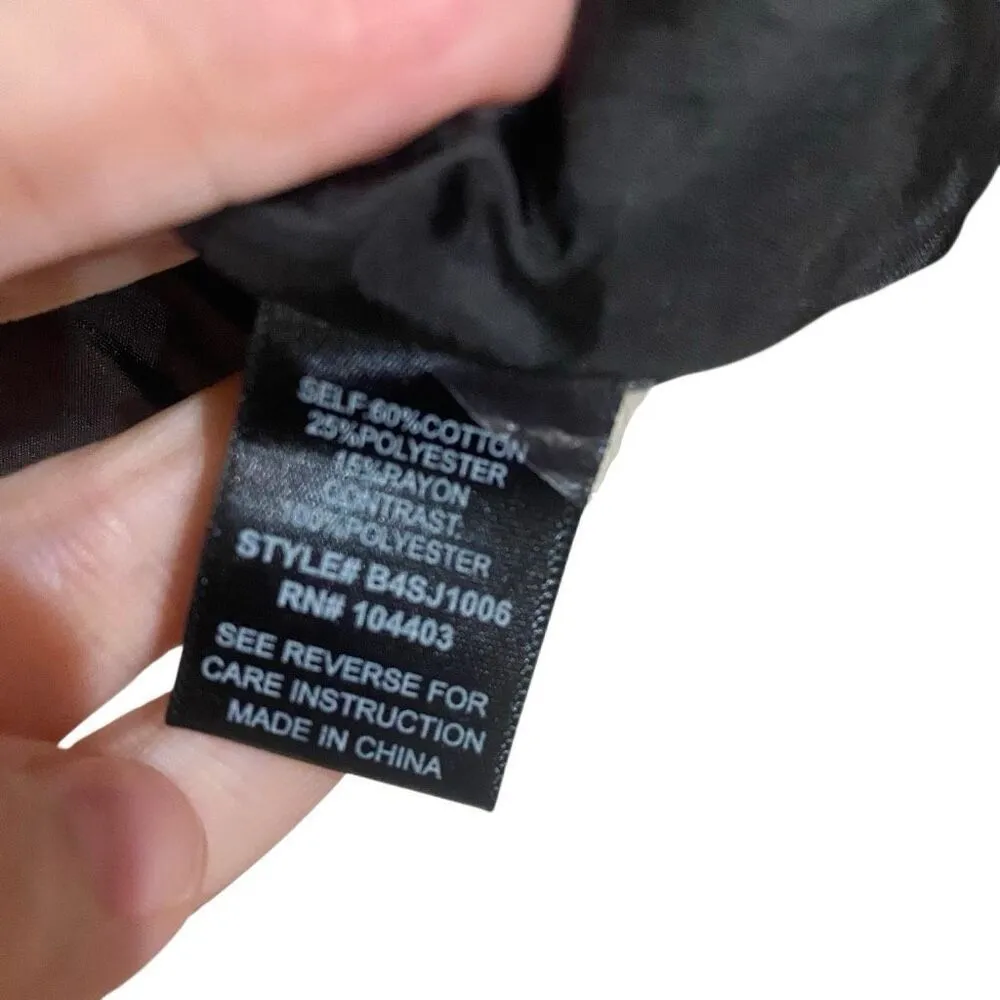 SELF:60%COTTON
25%POLYESTER
15%RAYON
CONTRAST.
100%POLYESTER
STYLE# B4SJ1006
RN# 104403
SEE REVERSE FOR
CARE INSTRUCTION
MADE IN CHINA